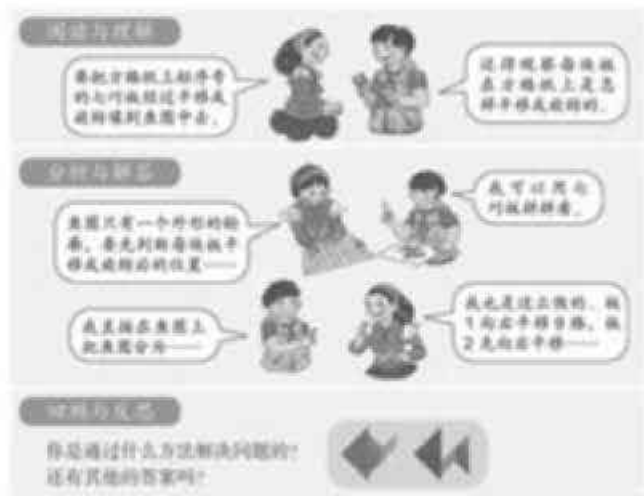 阅读与理解
要把方格纸上标序号
的七巧板经过平移或
旋转填到鱼图中去。
还得观察每块板
在方格纸上是怎
样平移或旋转的。
分析与解答
鱼图只有一个外形的轮
廓，要先判断每块板平
移或旋转后的位置……
我可以用七
巧板拼拼看。
我直接在鱼图上
把鱼图分为……
我也是这么做的，板
1向右平移8格，板
2先向右平移……
回顾与反思
你是通过什么方法解决问题的？
还有其他的答案吗？